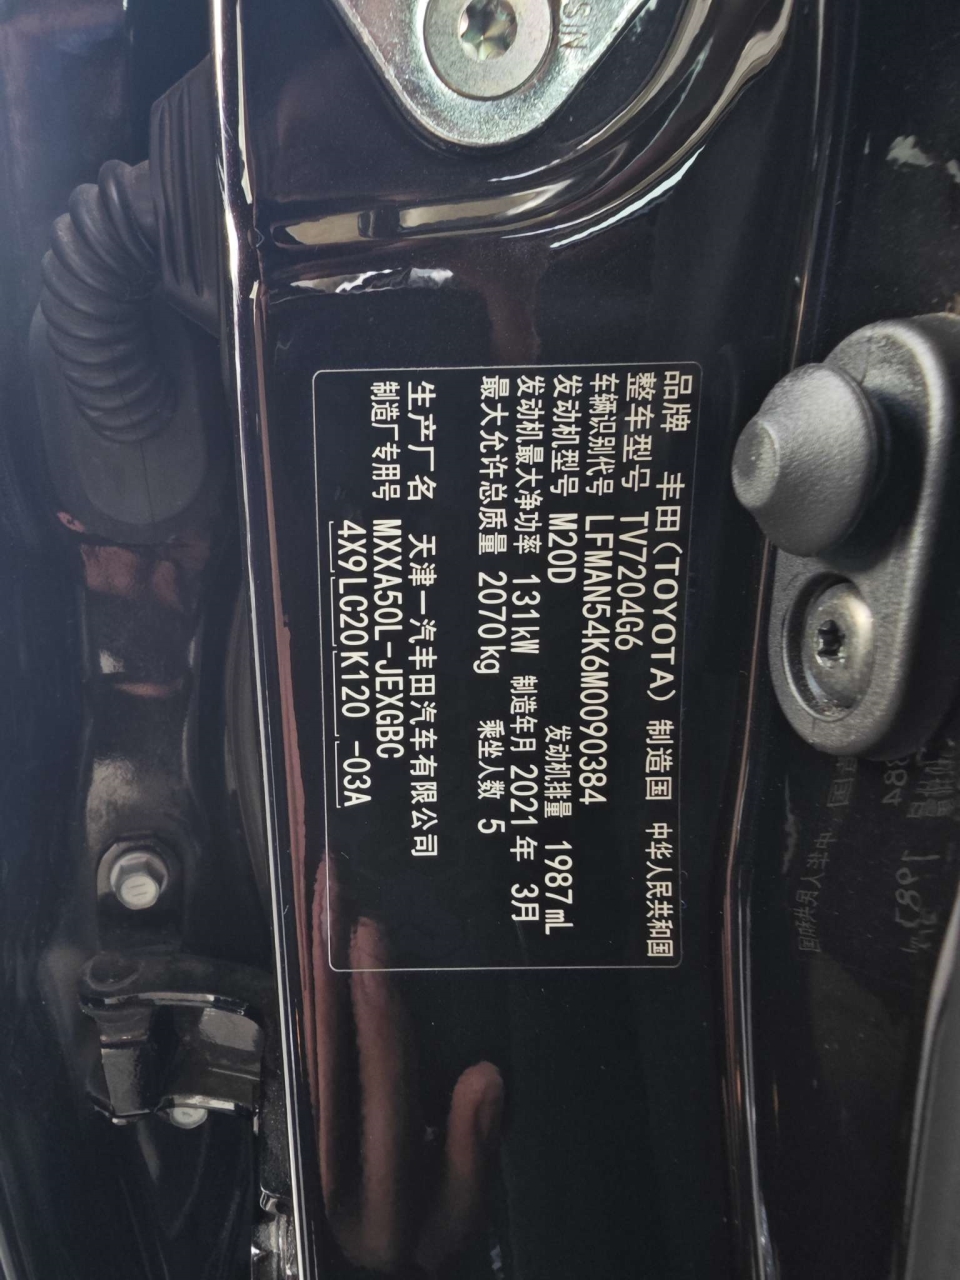 品牌 丰田(TOYOTA) 制造国 中华人民共和国
整车型号 TV7204G6
车辆识别代号 LFMAN54K6M0090384
发动机型号 M20D 发动机排量 1987mL
发动机最大净功率 131kW 制造年月 2021年 3月
最大允许总质量 2070kg 乘坐人数 5
生产厂名 天津一汽丰田汽车有限公司
制造厂专用号 MXXA50L-JEXGBC
4X9LC20K120 -03A